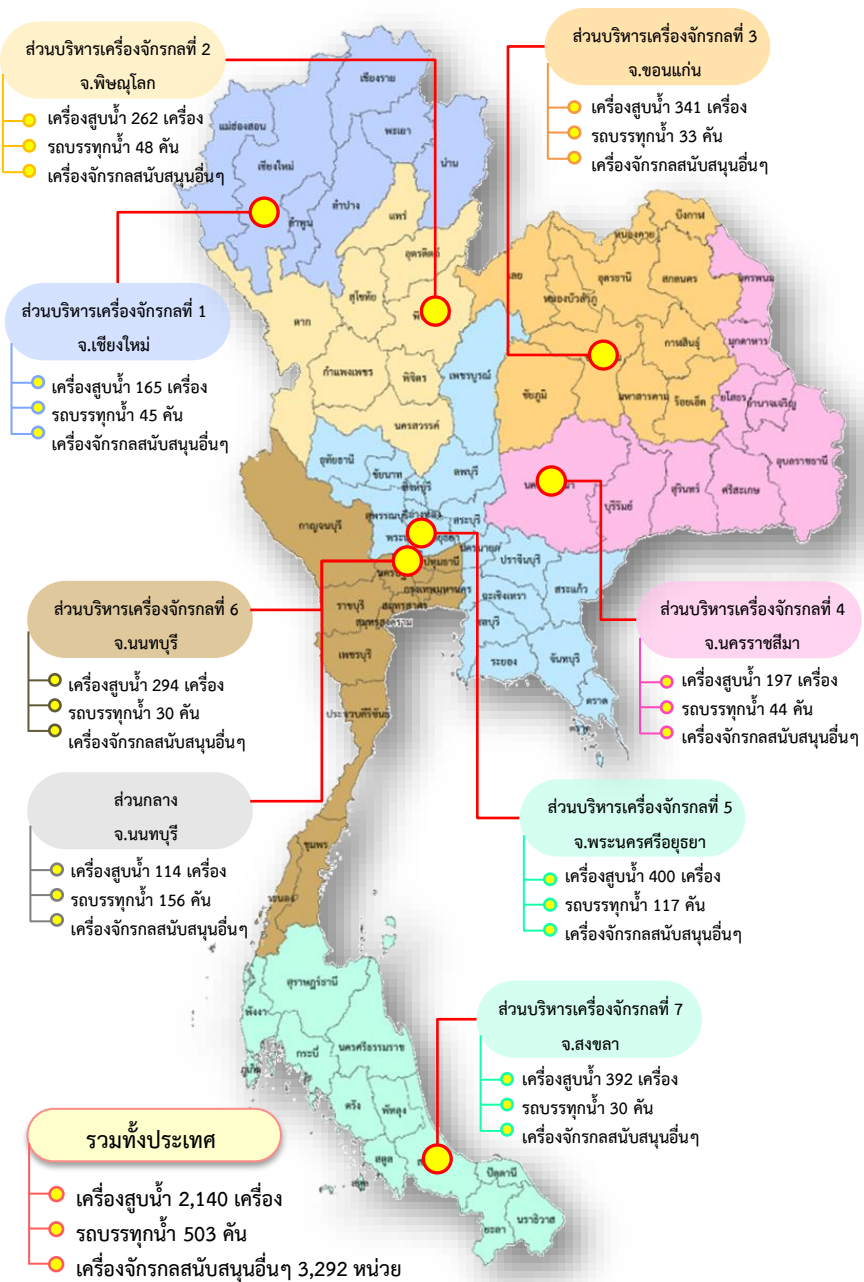 ส่วนบริหารเครื่องจักรกลที่ 2
จ.พิษณุโลก
เครื่องสูบน้ำ 262 เครื่อง
รถบรรทุกน้ำ 48 คัน
เครื่องจักรกลสนับสนุนอื่นๆ
ส่วนบริหารเครื่องจักรกลที่ 3
จ.ขอนแก่น
เครื่องสูบน้ำ 341 เครื่อง
รถบรรทุกน้ำ 33 คัน
เครื่องจักรกลสนับสนุนอื่นๆ
ส่วนบริหารเครื่องจักรกลที่ 1
จ.เชียงใหม่
เครื่องสูบน้ำ 165 เครื่อง
รถบรรทุกน้ำ 45 คัน
เครื่องจักรกลสนับสนุนอื่นๆ
ส่วนบริหารเครื่องจักรกลที่ 6
จ.นนทบุรี
เครื่องสูบน้ำ 294 เครื่อง
รถบรรทุกน้ำ 30 คัน
เครื่องจักรกลสนับสนุนอื่นๆ
ส่วนบริหารเครื่องจักรกลที่ 4
จ.นครราชสีมา
เครื่องสูบน้ำ 197 เครื่อง
รถบรรทุกน้ำ 44 คัน
เครื่องจักรกลสนับสนุนอื่นๆ
ส่วนกลาง
จ.นนทบุรี
เครื่องสูบน้ำ 114 เครื่อง
รถบรรทุกน้ำ 156 คัน
เครื่องจักรกลสนับสนุนอื่นๆ
ส่วนบริหารเครื่องจักรกลที่ 5
จ.พระนครศรีอยุธยา
เครื่องสูบน้ำ 400 เครื่อง
รถบรรทุกน้ำ 117 คัน
เครื่องจักรกลสนับสนุนอื่นๆ
ส่วนบริหารเครื่องจักรกลที่ 7
จ.สงขลา
เครื่องสูบน้ำ 392 เครื่อง
รถบรรทุกน้ำ 30 คัน
เครื่องจักรกลสนับสนุนอื่นๆ
รวมทั้งประเทศ
เครื่องสูบน้ำ 2,140 เครื่อง
รถบรรทุกน้ำ 503 คัน
เครื่องจักรกลสนับสนุนอื่นๆ 3,292 หน่วย
เชียงราย
แม่ฮ่องสอน
พะเยา
เชียงใหม่
น่าน
ลำปาง
ลำพูน
แพร่
อุตรดิตถ์
สุโขทัย
ตาก
กำแพงเพชร
พิจิตร
เพชรบูรณ์
นครสวรรค์
บึงกาฬ
หนองคาย
เลย
อุดรธานี
สกลนคร
นครพนม
หนองบัวลำภู
มุกดาหาร
กาฬสินธุ์
ชัยภูมิ
มหาสารคาม
ร้อยเอ็ด
ยโสธร
อำนาจเจริญ
อุบลราชธานี
บุรีรัมย์
สุรินทร์
ศรีสะเกษ
อุทัยธานี
ชัยนาท
สิงห์บุรี
ลพบุรี
สุพรรณบุรี
อ่างทอง
สระบุรี
กาญจนบุรี
นครนายก
ปราจีนบุรี
ปทุมธานี
สระแก้ว
กรุงเทพมหานคร
ฉะเชิงเทรา
ราชบุรี
สมุทรสาคร
สมุทรสงคราม
ชลบุรี
เพชรบุรี
ระยอง
จันทบุรี
ตราด
ตราด
ประจวบคีรีขันธ์
ชุมพร
ระนอง
สุราษฎร์ธานี
พังงา
กระบี่
นครศรีธรรมราช
ภูเก็ต
ตรัง
พัทลุง
สตูล
สตูล
ปัตตานี
ยะลา
นราธิวาส